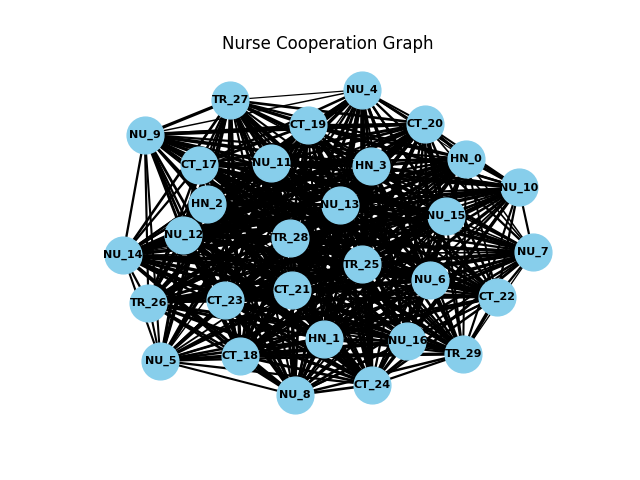 Nurse Cooperation Graph
NU_4
TR_27
CT_19
CT_20
NU_9
HN_0
CT_17
NU_11
HN_3
NU_10
HN_2
NU_13
NU_15
NU_12
TR_28
NU_7
NU_14
TR_25
NU_6
CT_21
CT_22
TR_26
CT_23
HN_1
NU_16
TR_29
CT_18
NU_5
CT_24
NU_8